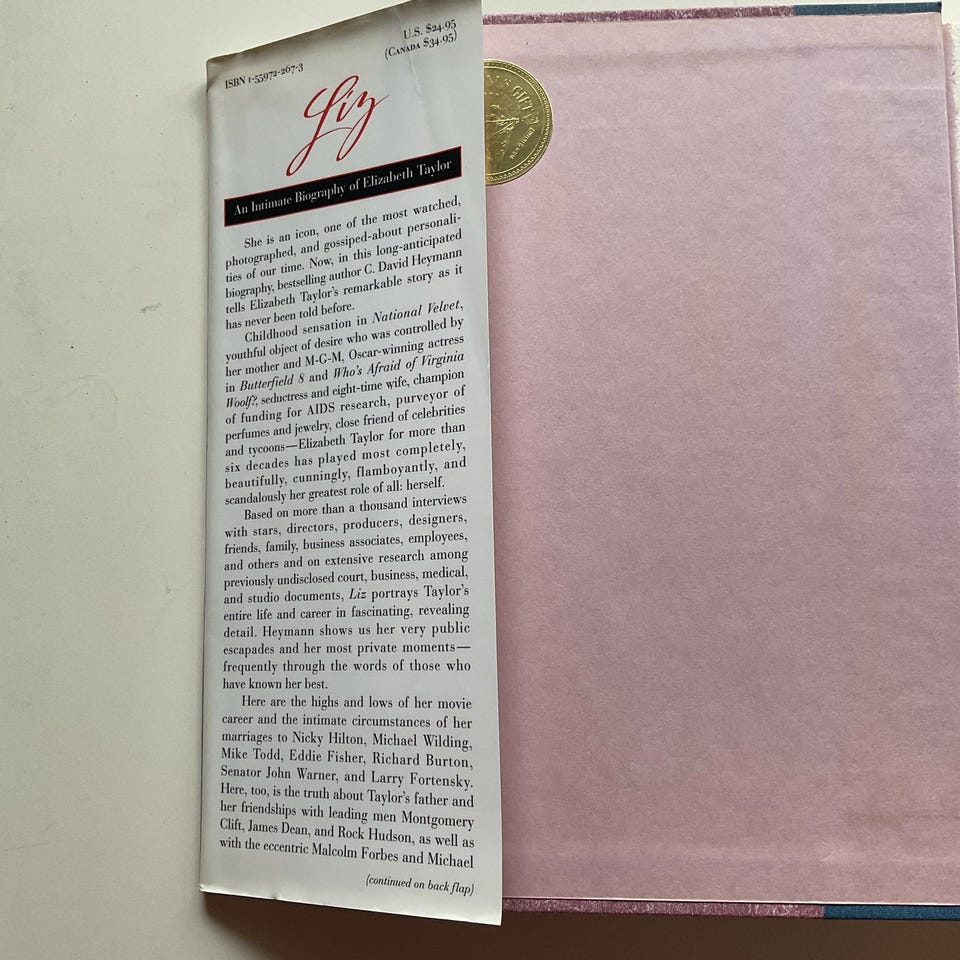 U.S. $24.95
(CANADA $34.95)
ISBN 1-55972-267-3
Liz
An Intimate Biography of Elizabeth Taylor
She is an icon, one of the most watched,
photographed, and gossiped-about personali-
ties of our time. Now, in this long-anticipated
biography, bestselling author C. David Heymann
tells Elizabeth Taylor's remarkable story as it
has never been told before.
Childhood sensation in National Velvet,
youthful object of desire who was controlled by
her mother and M-G-M, Oscar-winning actress
in Butterfield 8 and Who's Afraid of Virginia
Woolf?, seductress and eight-time wife, champion
of funding for AIDS research, purveyor of
perfumes and jewelry, close friend of celebrities
and tycoons—Elizabeth Taylor for more than
six decades has played most completely,
beautifully, cunningly, flamboyantly, and
scandalously her greatest role of all: herself.
Based on more than a thousand interviews
with stars, directors, producers, designers,
friends, family, business associates, employees,
and others and on extensive research among
previously undisclosed court, business, medical,
and studio documents, Liz portrays Taylor's
entire life and career in fascinating, revealing
detail. Heymann shows us her very public
escapades and her most private moments—
frequently through the words of those who
have known her best.
Here are the highs and lows of her movie
career and the intimate circumstances of her
marriages to Nicky Hilton, Michael Wilding,
Mike Todd, Eddie Fisher, Richard Burton,
Senator John Warner, and Larry Fortensky.
Here, too, is the truth about Taylor's father and
her friendships with leading men Montgomery
Clift, James Dean, and Rock Hudson, as well as
with the eccentric Malcolm Forbes and Michael
(continued on back flap)
GIFT